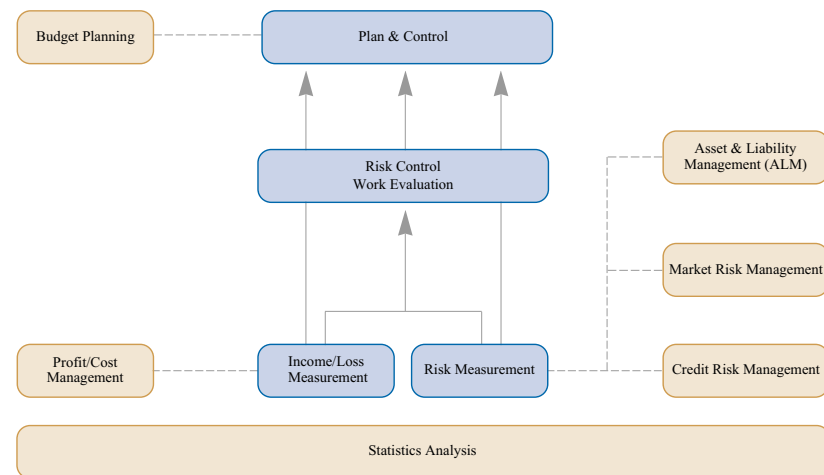 Budget Planning
Plan & Control
Risk Control
Work Evaluation
Asset & Liability
Management (ALM)
Market Risk Management
Profit/Cost
Management
Income/Loss
Measurement
Risk Measurement
Credit Risk Management
Statistics Analysis